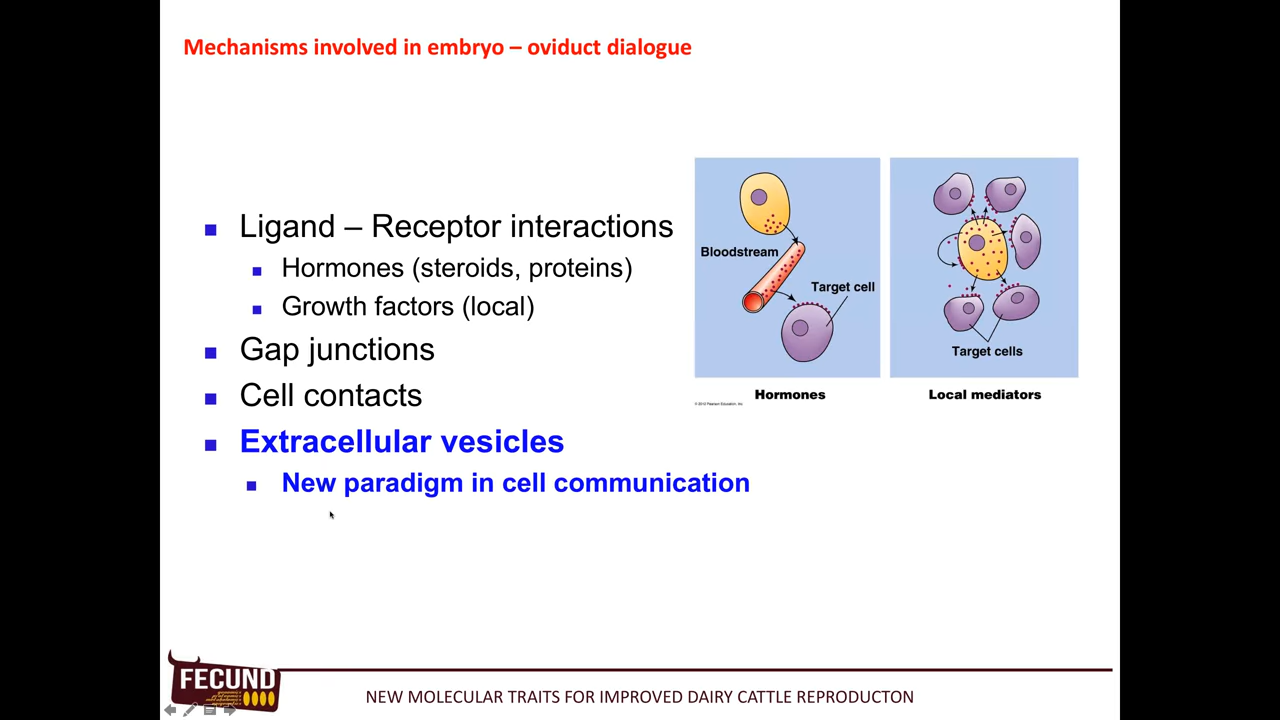 Mechanisms involved in embryo – oviduct dialogue
Ligand – Receptor interactions
Hormones (steroids, proteins)
Growth factors (local)
Gap junctions
Cell contacts
Extracellular vesicles
New paradigm in cell communication
Bloodstream
Target cell
Hormones
Target cells
Local mediators
FECUND
NEW MOLECULAR TRAITS FOR IMPROVED DAIRY CATTLE REPRODUCTON